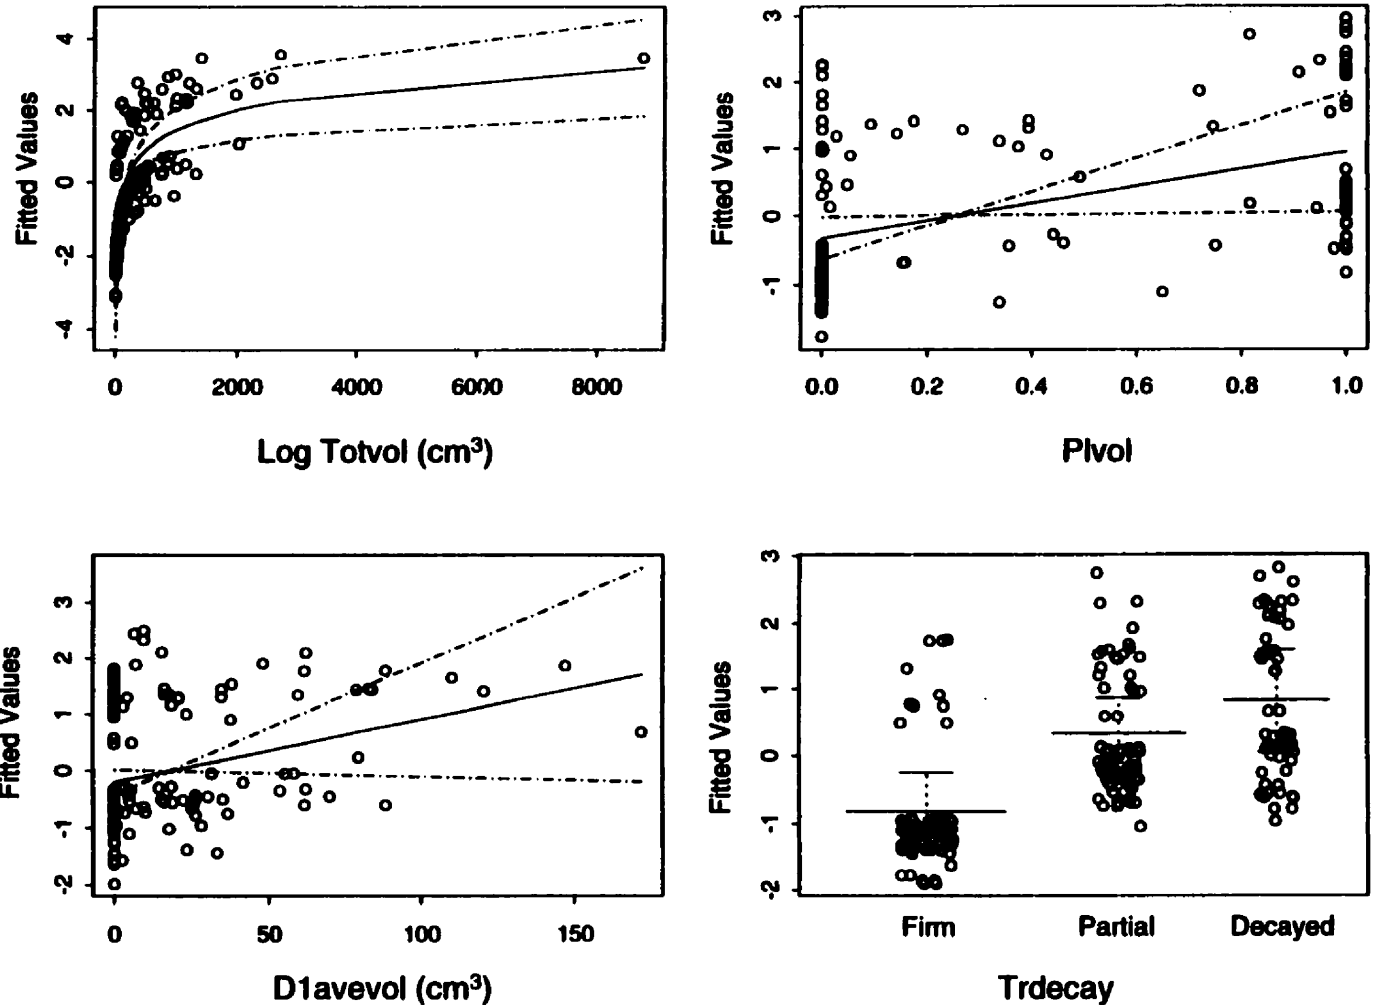 4
2
0
-2
-4
Fitted Values
0 2000 4000 6000 8000
Log Totvol (cm³)
3
2
1
0
-1
Fitted Values
0.0 0.2 0.4 0.6 0.8 1.0
Plvol
3
2
1
0
-1
-2
Fitted Values
0 50 100 150
D1avevol (cm³)
3
2
1
0
-1
-2
Fitted Values
Firm Partial Decayed
Trdecay